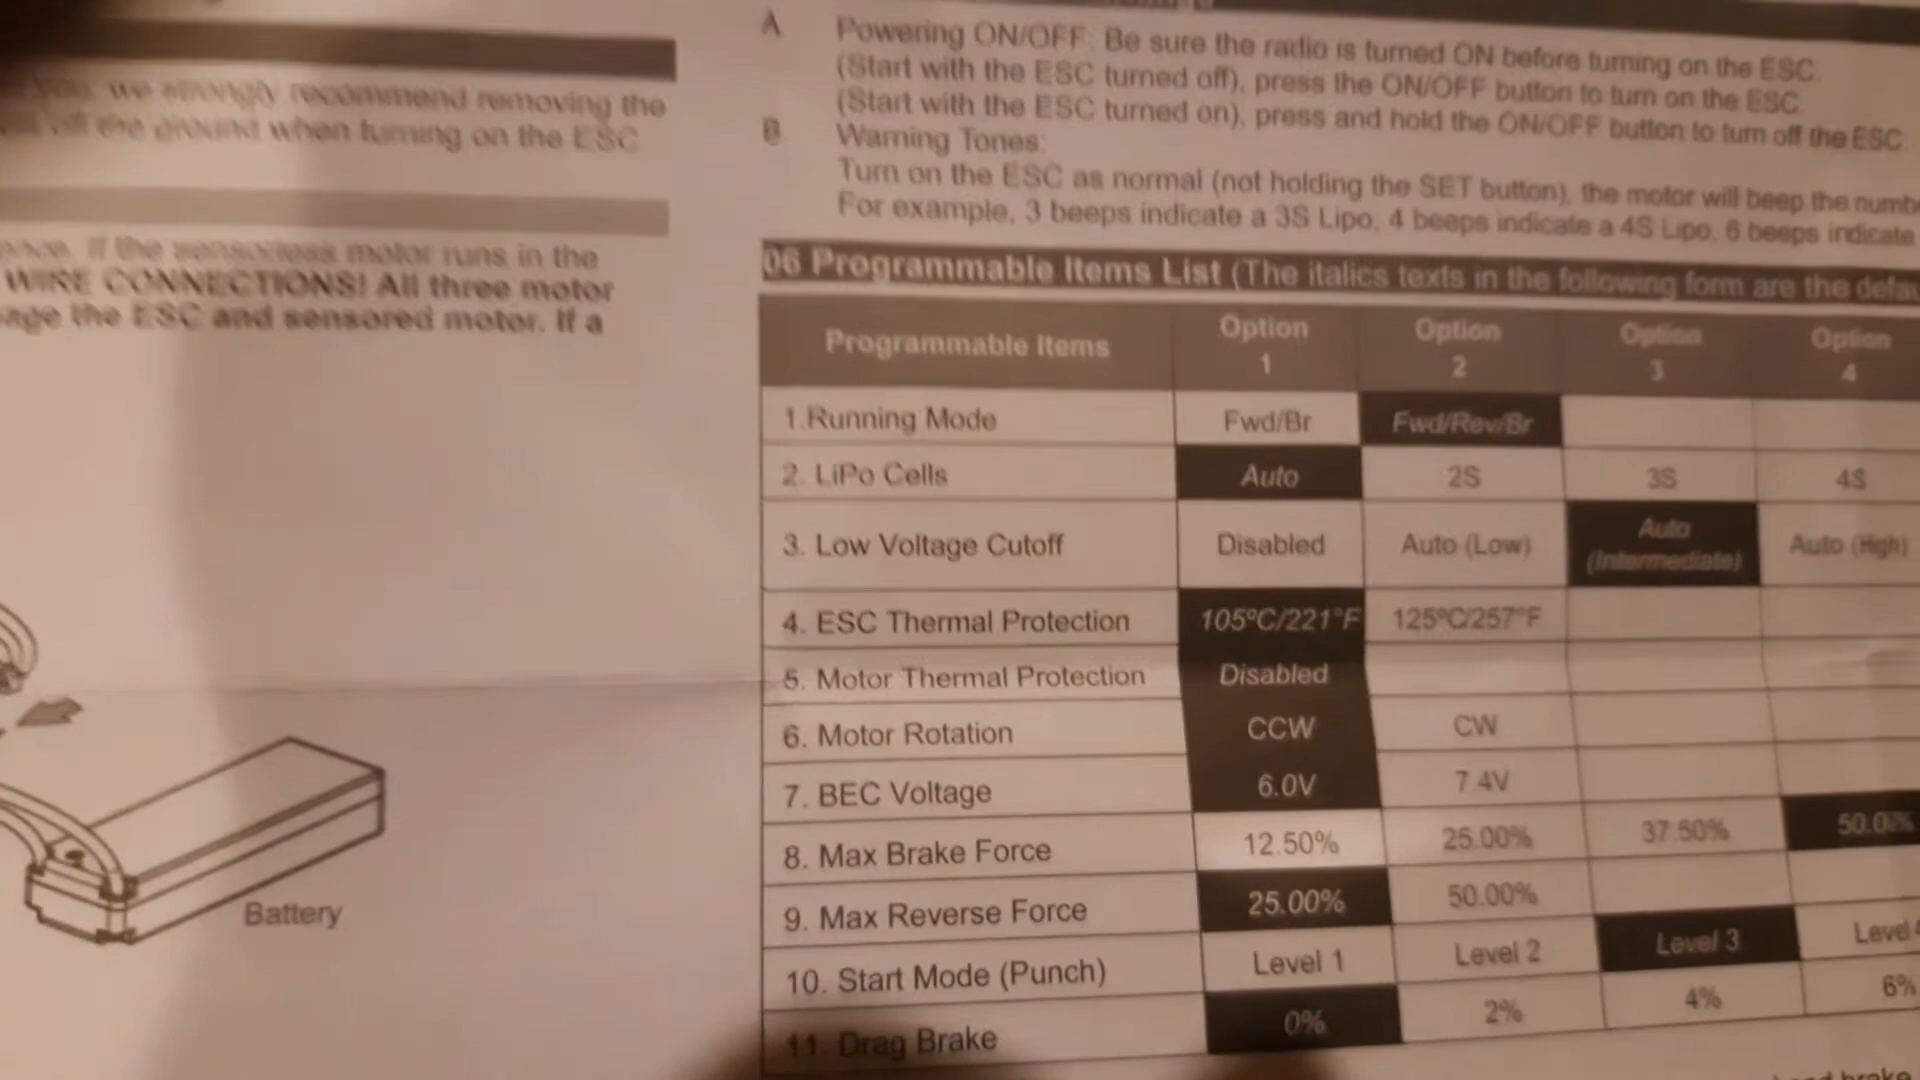 we strongly recommend removing the
the ground when turning on the ESC
If the sensorless motor runs in the
WIRE CONNECTIONS! All three motor
the ESC and sensored motor. If a
Battery
A Powering ON/OFF: Be sure the radio is turned ON before turning on the ESC.
(Start with the ESC turned off), press the ON/OFF button to turn on the ESC.
(Start with the ESC turned on), press and hold the ON/OFF button to turn off the ESC.
B. Warning Tones:
Turn on the ESC as normal (not holding the SET button), the motor will beep the numbe
For example, 3 beeps indicate a 3S Lipo, 4 beeps indicate a 4S Lipo, 6 beeps indicate
06 Programmable Items List (The italics texts in the following form are the defau
Programmable Items Option 1 Option 2 Option 3 Option 4
1.Running Mode Fwd/Br Fwd/Rev/Br
2. LiPo Cells Auto 2S 3S 4S
3. Low Voltage Cutoff Disabled Auto (Low) Auto (Intermediate) Auto (High)
4. ESC Thermal Protection 105ºC/221°F 125ºC/257°F
5. Motor Thermal Protection Disabled
6. Motor Rotation CCW CW
7. BEC Voltage 6.0V 7.4V
8. Max Brake Force 12.50% 25.00% 37.50% 50.0%
9. Max Reverse Force 25.00% 50.00%
10. Start Mode (Punch) Level 1 Level 2 Level 3 Level 4
11. Drag Brake 0% 2% 4% 6%
brake